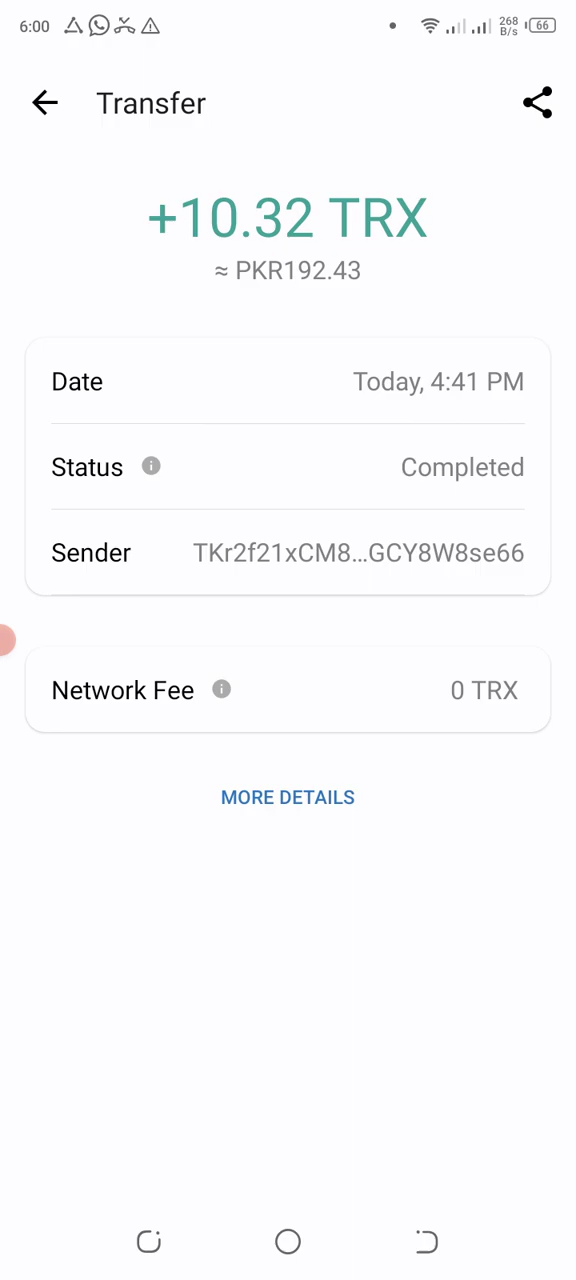 6:00 268 B/s 66
Transfer
+10.32 TRX
≈ PKR192.43
Date Today, 4:41 PM
Status Completed
Sender TKr2f21xCM8...GCY8W8se66
Network Fee 0 TRX
MORE DETAILS